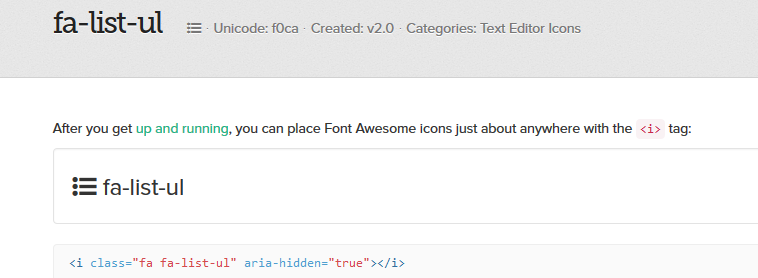 fa-list-ul · Unicode: f0ca · Created: v2.0 · Categories: Text Editor Icons
After you get up and running, you can place Font Awesome icons just about anywhere with the <i> tag:
fa-list-ul
<i class="fa fa-list-ul" aria-hidden="true"></i>